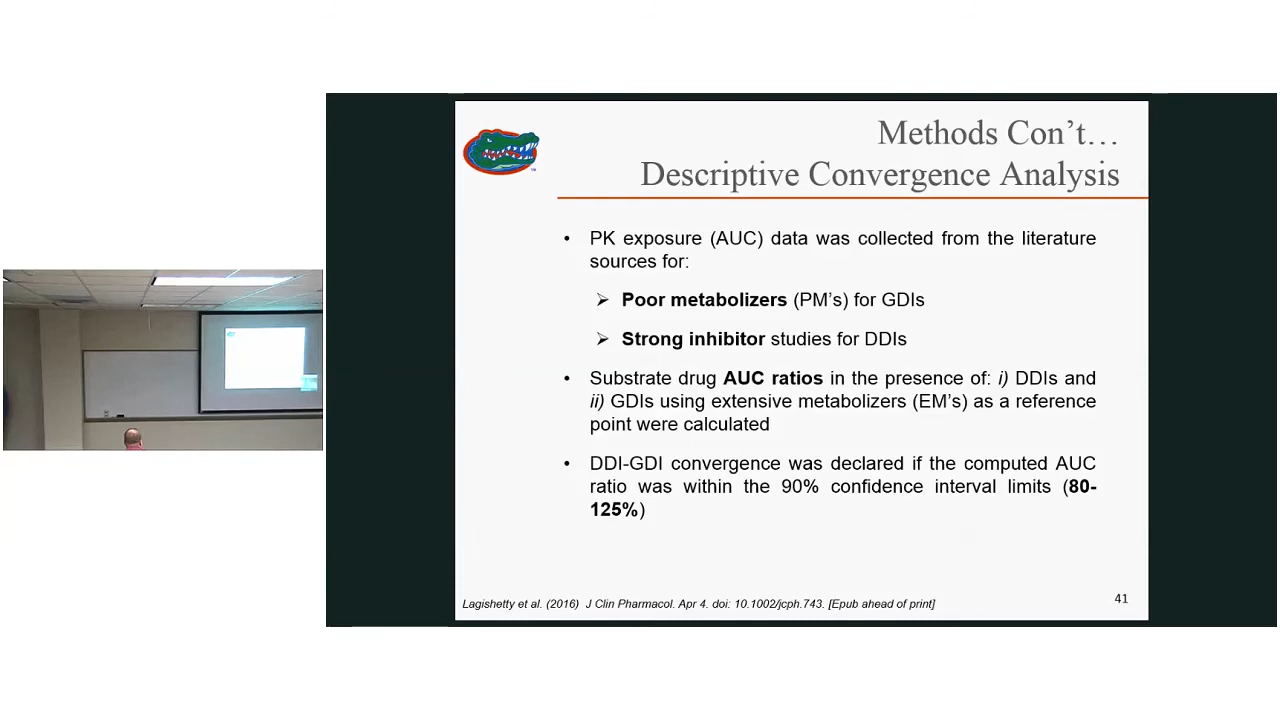 Methods Con’t…
Descriptive Convergence Analysis
• PK exposure (AUC) data was collected from the literature
sources for:
➢ Poor metabolizers (PM’s) for GDIs
➢ Strong inhibitor studies for DDIs
• Substrate drug AUC ratios in the presence of: i) DDIs and
ii) GDIs using extensive metabolizers (EM’s) as a reference
point were calculated
• DDI-GDI convergence was declared if the computed AUC
ratio was within the 90% confidence interval limits (80-
125%)
Lagishetty et al. (2016) J Clin Pharmacol. Apr 4. doi: 10.1002/jcph.743. [Epub ahead of print]
41